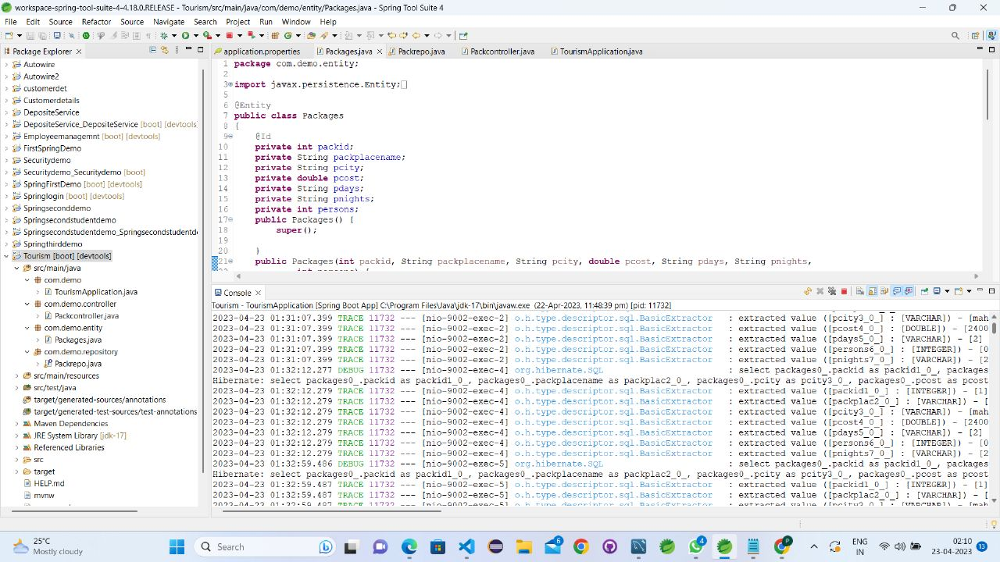 workspace-spring-tool-suite-4-4.18.0.RELEASE - Tourism/src/main/java/com/demo/entity/Packages.java - Spring Tool Suite 4
File Edit Source Refactor Source Navigate Search Project Run Window Help
Package Explorer
Autowire
Autowire2
customerdet
Customerdetails
DepositeService
DepositeService_DepositeService [boot] [devtools]
Employeemanagemnt [boot] [devtools]
FirstSpringDemo
Securitydemo
Securitydemo_Securitydemo [boot]
SpringFirstDemo [boot] [devtools]
Springlogin [boot] [devtools]
Springseconddemo
Springsecondstudentdemo
Springsecondstudentdemo_Springsecondstudentd
Springthirddemo
Tourism [boot] [devtools]
src/main/java
com.demo
TourismApplication.java
com.demo.controller
Packcontroller.java
com.demo.entity
Packages.java
com.demo.repository
Packrepo.java
src/main/resources
src/test/java
target/generated-sources/annotations
target/generated-test-sources/test-annotations
Maven Dependencies
JRE System Library [jdk-17]
Referenced Libraries
src
target
HELP.md
mvnw
application.properties Packages.java Packrepo.java Packcontroller.java TourismApplication.java
1 package com.demo.entity;
3 import javax.persistence.Entity;
5
6 @Entity
7 public class Packages
8 {
9 @Id
10 private int packid;
11 private String packplacename;
12 private String pcity;
13 private double pcost;
14 private String pdays;
15 private String pnights;
16 private int persons;
17 public Packages() {
18 super();
19
20 }
21 public Packages(int packid, String packplacename, String pcity, double pcost, String pdays, String pnights,
22 int persons) {
Console
Tourism - TourismApplication [Spring Boot App] C:\Program Files\Java\jdk-17\bin\javaw.exe (22-Apr-2023, 11:48:39 pm) [pid: 11732]
2023-04-23 01:31:07.399 TRACE 11732 --- [nio-9002-exec-2] o.h.type.descriptor.sql.BasicExtractor : extracted value ([pcity3_0_] : [VARCHAR]) - [mah
2023-04-23 01:31:07.399 TRACE 11732 --- [nio-9002-exec-2] o.h.type.descriptor.sql.BasicExtractor : extracted value ([pcost4_0_] : [DOUBLE]) - [2400
2023-04-23 01:31:07.399 TRACE 11732 --- [nio-9002-exec-2] o.h.type.descriptor.sql.BasicExtractor : extracted value ([pdays5_0_] : [VARCHAR]) - [2]
2023-04-23 01:31:07.399 TRACE 11732 --- [nio-9002-exec-2] o.h.type.descriptor.sql.BasicExtractor : extracted value ([persons6_0_] : [INTEGER]) - [0
2023-04-23 01:31:07.399 TRACE 11732 --- [nio-9002-exec-2] o.h.type.descriptor.sql.BasicExtractor : extracted value ([pnights7_0_] : [VARCHAR]) - [2
2023-04-23 01:32:12.277 DEBUG 11732 --- [nio-9002-exec-4] org.hibernate.SQL : select packages0_.packid as packid1_0_, packages
Hibernate: select packages0_.packid as packid1_0_, packages0_.packplacename as packplac2_0_, packages0_.pcity as pcity3_0_, packages0_.pcost as pcost
2023-04-23 01:32:12.279 TRACE 11732 --- [nio-9002-exec-4] o.h.type.descriptor.sql.BasicExtractor : extracted value ([packid1_0_] : [INTEGER]) - [1]
2023-04-23 01:32:12.279 TRACE 11732 --- [nio-9002-exec-4] o.h.type.descriptor.sql.BasicExtractor : extracted value ([packplac2_0_] : [VARCHAR]) - [
2023-04-23 01:32:12.279 TRACE 11732 --- [nio-9002-exec-4] o.h.type.descriptor.sql.BasicExtractor : extracted value ([pcity3_0_] : [VARCHAR]) - [mah
2023-04-23 01:32:12.279 TRACE 11732 --- [nio-9002-exec-4] o.h.type.descriptor.sql.BasicExtractor : extracted value ([pcost4_0_] : [DOUBLE]) - [2400
2023-04-23 01:32:12.279 TRACE 11732 --- [nio-9002-exec-4] o.h.type.descriptor.sql.BasicExtractor : extracted value ([pdays5_0_] : [VARCHAR]) - [2]
2023-04-23 01:32:12.279 TRACE 11732 --- [nio-9002-exec-4] o.h.type.descriptor.sql.BasicExtractor : extracted value ([persons6_0_] : [INTEGER]) - [0
2023-04-23 01:32:12.279 TRACE 11732 --- [nio-9002-exec-4] o.h.type.descriptor.sql.BasicExtractor : extracted value ([pnights7_0_] : [VARCHAR]) - [2
2023-04-23 01:32:59.486 DEBUG 11732 --- [nio-9002-exec-5] org.hibernate.SQL : select packages0_.packid as packid1_0_, packages
Hibernate: select packages0_.packid as packid1_0_, packages0_.packplacename as packplac2_0_, packages0_.pcity as pcity3_0_, packages0_.pcost as pcost
2023-04-23 01:32:59.487 TRACE 11732 --- [nio-9002-exec-5] o.h.type.descriptor.sql.BasicExtractor : extracted value ([packid1_0_] : [INTEGER]) - [1]
2023-04-23 01:32:59.487 TRACE 11732 --- [nio-9002-exec-5] o.h.type.descriptor.sql.BasicExtractor : extracted value ([packplac2_0_] : [VARCHAR]) - [
25°C
Mostly cloudy
Search
6
4
P
ENG
IN
02:10
23-04-2023
13